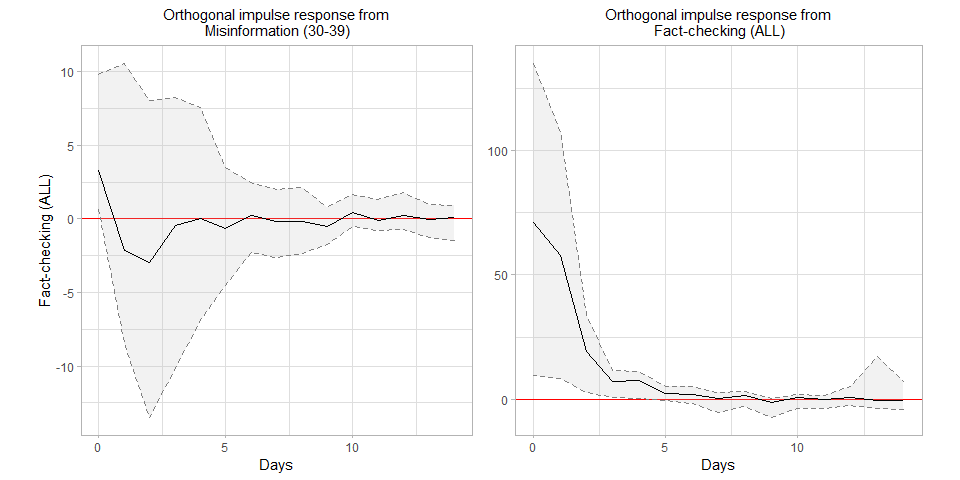 Orthogonal impulse response from
Misinformation (30-39)
Fact-checking (ALL)
10
5
0
-5
-10
0
5
10
Days
Orthogonal impulse response from
Fact-checking (ALL)
100
50
0
0
5
10
Days